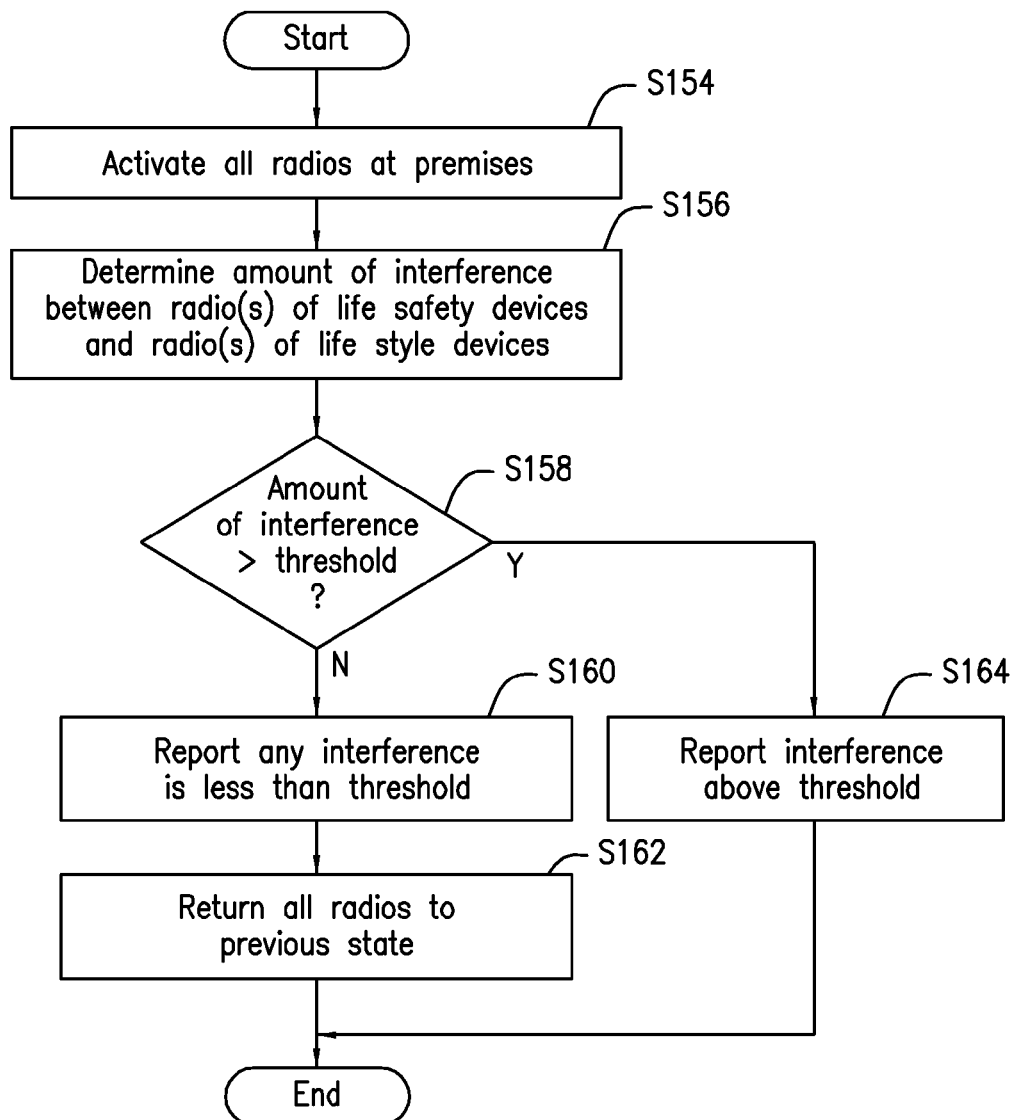 Start
S154
Activate all radios at premises
S156
Determine amount of interference
between radio(s) of life safety devices
and radio(s) of life style devices
S158
Amount
of interference
> threshold
?
Y
N
S160
Report any interference
is less than threshold
S164
Report interference
above threshold
S162
Return all radios to
previous state
End